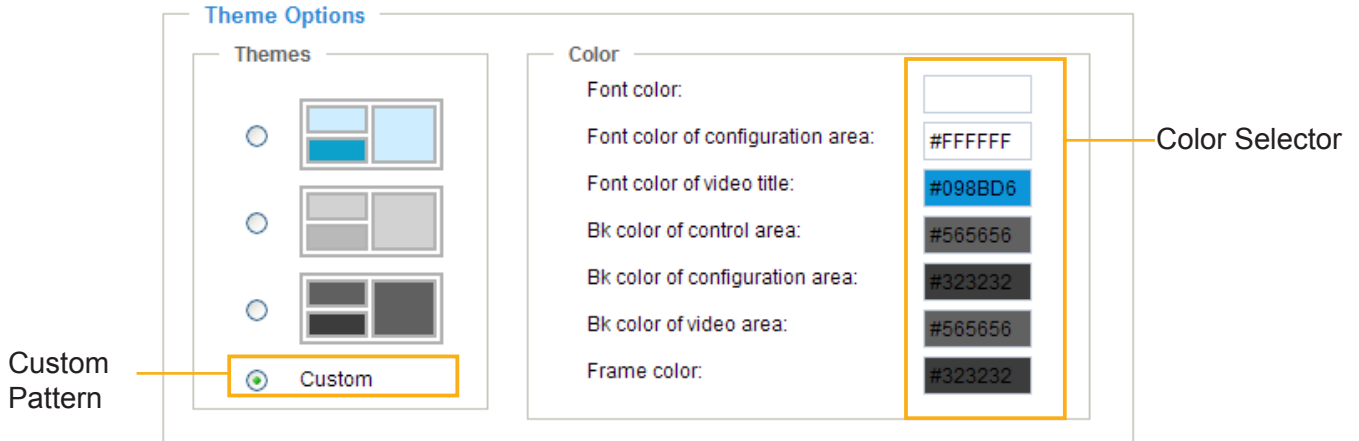 Theme Options
Themes
Custom
Custom
Pattern
Color
Font color:
Font color of configuration area: #FFFFFF
Font color of video title: #098BD6
Bk color of control area: #565656
Bk color of configuration area: #323232
Bk color of video area: #565656
Frame color: #323232
Color Selector